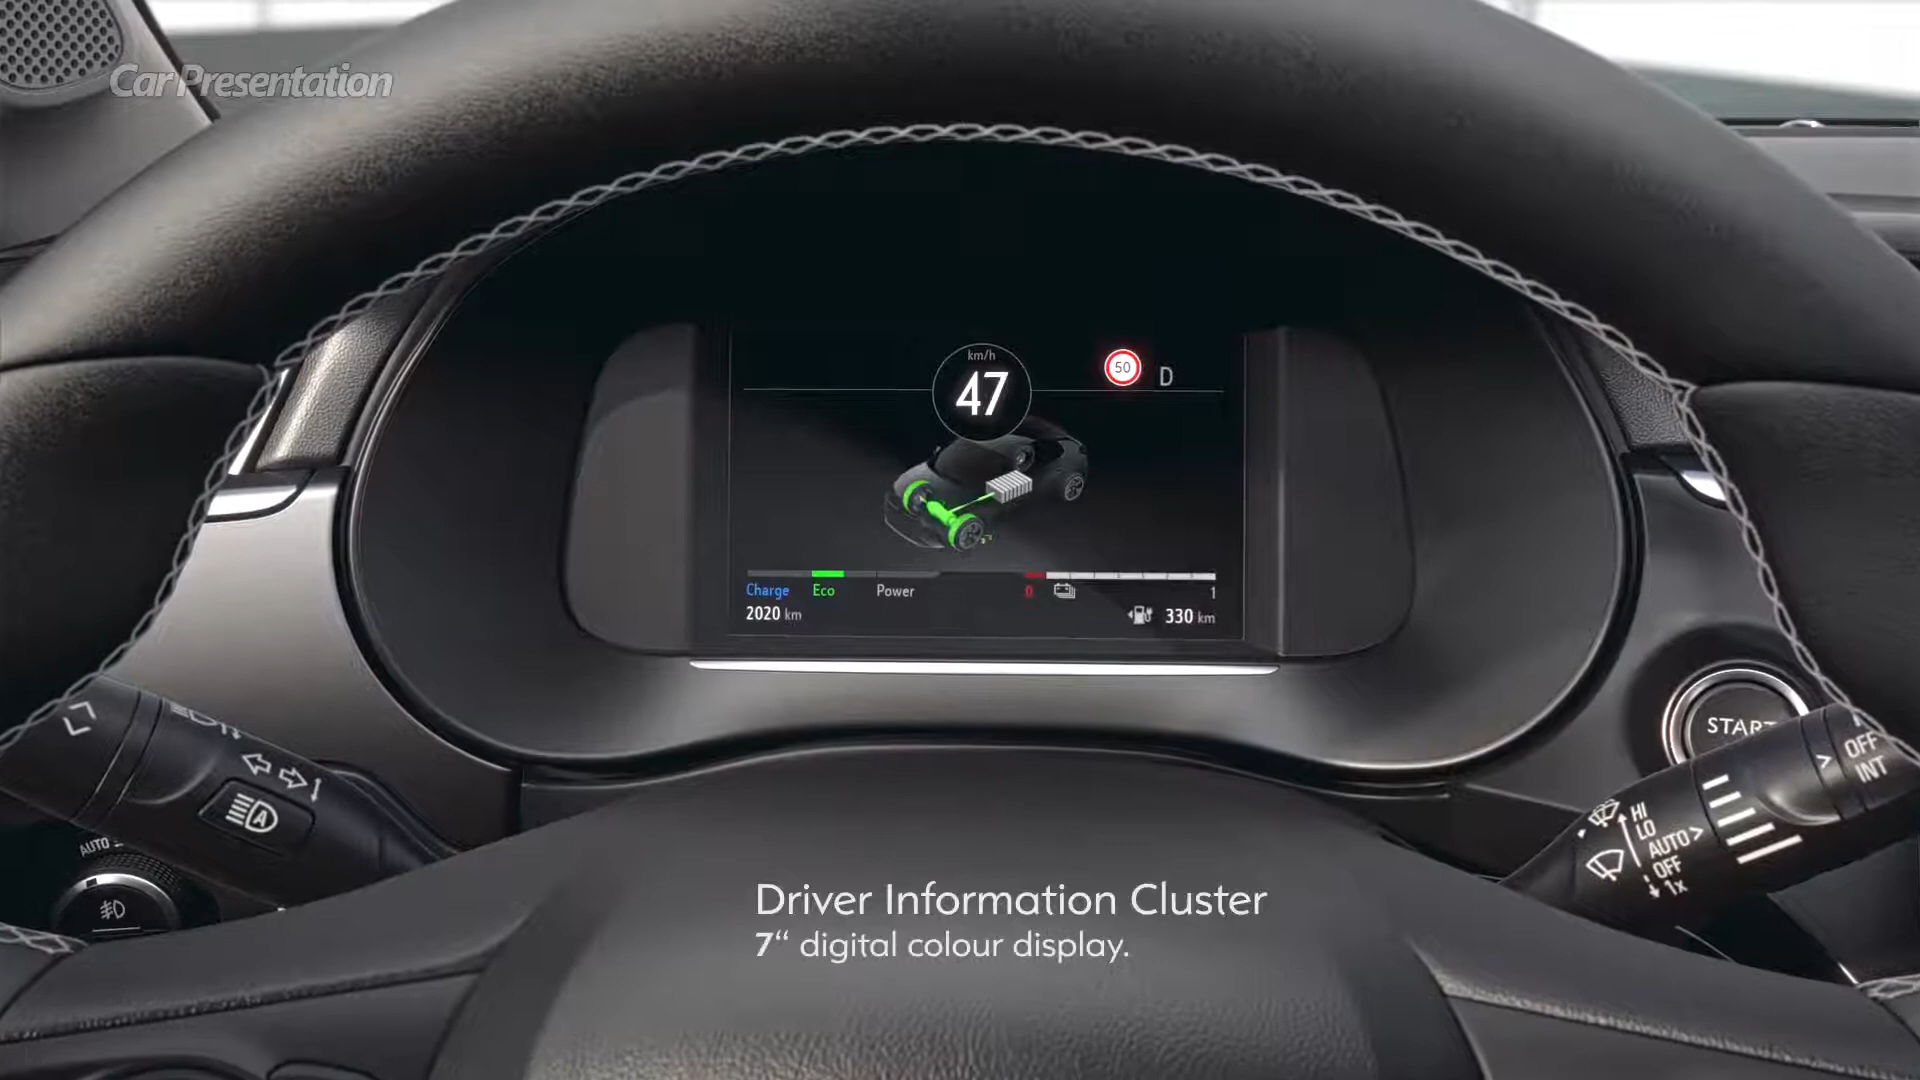 CarPresentation
km/h
47
50
D
Charge
Eco
Power
0
1
2020 km
330 km
START
OFF
INT
HI
LO
AUTO
OFF
1x
A
AUTO
Driver Information Cluster
7“ digital colour display.